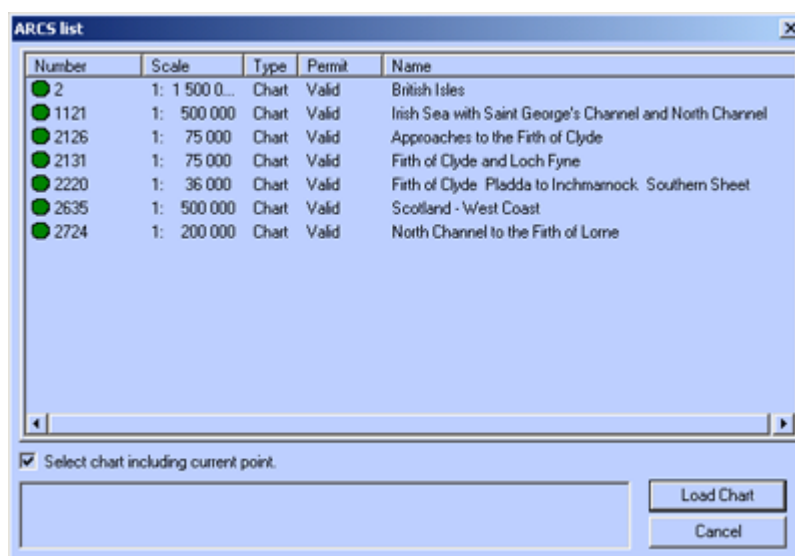 ARCS list
Number Scale Type Permit Name
2 1: 1 500 0... Chart Valid British Isles
1121 1: 500 000 Chart Valid Irish Sea with Saint George's Channel and North Channel
2126 1: 75 000 Chart Valid Approaches to the Firth of Clyde
2131 1: 75 000 Chart Valid Firth of Clyde and Loch Fyne
2220 1: 36 000 Chart Valid Firth of Clyde Pladda to Inchmarnock Southern Sheet
2635 1: 500 000 Chart Valid Scotland - West Coast
2724 1: 200 000 Chart Valid North Channel to the Firth of Lorne
Select chart including current point.
Load Chart
Cancel